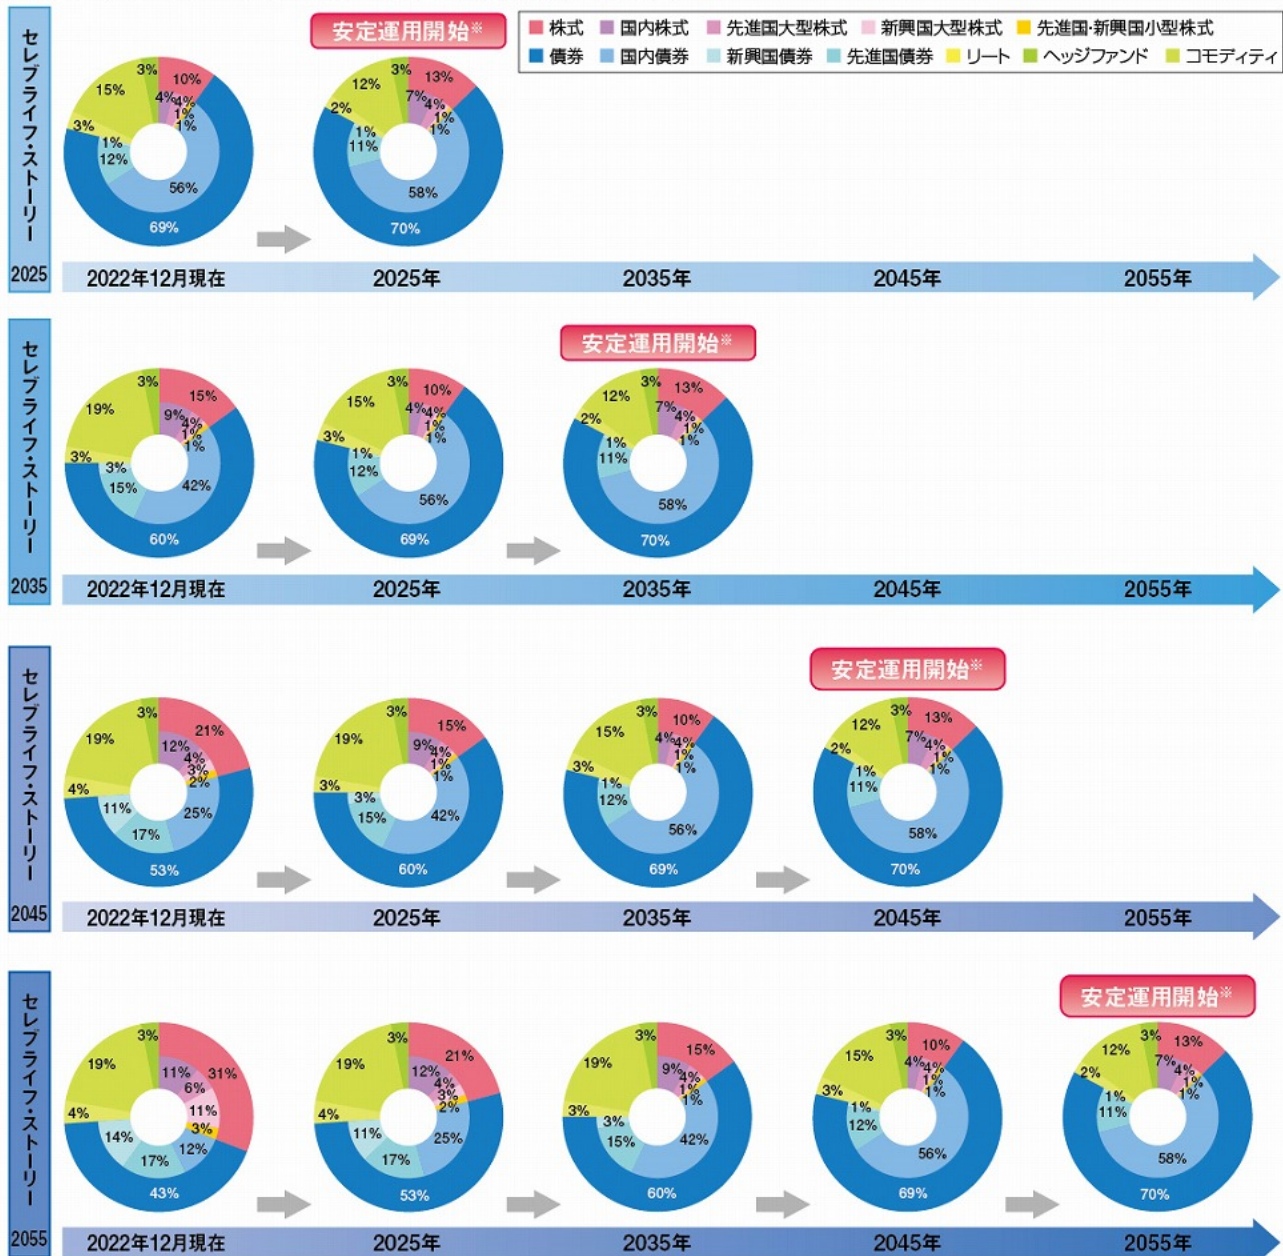 株式 国内株式 先進国大型株式 新興国大型株式 先進国・新興国小型株式
債券 国内債券 新興国債券 先進国債券 リート ヘッジファンド コモディティ
セレブライフ・ストーリー
2025
安定運用開始※
3% 10% 15% 4% 4% 1% 1% 3% 1% 12% 56% 69%
3% 13% 12% 7% 4% 1% 1% 2% 1% 11% 58% 70%
2022年12月現在 2025年 2035年 2045年 2055年
セレブライフ・ストーリー
2035
安定運用開始※
3% 15% 19% 9% 4% 1% 1% 3% 3% 15% 42% 60%
3% 10% 15% 4% 4% 1% 1% 3% 1% 12% 56% 69%
3% 13% 12% 7% 4% 1% 1% 2% 1% 11% 58% 70%
2022年12月現在 2025年 2035年 2045年 2055年
セレブライフ・ストーリー
2045
安定運用開始※
3% 21% 19% 12% 4% 3% 2% 4% 11% 17% 25% 53%
3% 15% 19% 9% 4% 1% 1% 3% 3% 15% 42% 60%
3% 10% 15% 4% 4% 1% 1% 3% 1% 12% 56% 69%
3% 13% 12% 7% 4% 1% 1% 2% 1% 11% 58% 70%
2022年12月現在 2025年 2035年 2045年 2055年
セレブライフ・ストーリー
2055
安定運用開始※
3% 31% 19% 11% 6% 11% 3% 4% 14% 17% 12% 43%
3% 21% 19% 12% 4% 3% 2% 4% 11% 17% 25% 53%
3% 15% 19% 9% 4% 1% 1% 3% 3% 15% 42% 60%
3% 10% 15% 4% 4% 1% 1% 3% 1% 12% 56% 69%
3% 13% 12% 7% 4% 1% 1% 2% 1% 11% 58% 70%
2022年12月現在 2025年 2035年 2045年 2055年